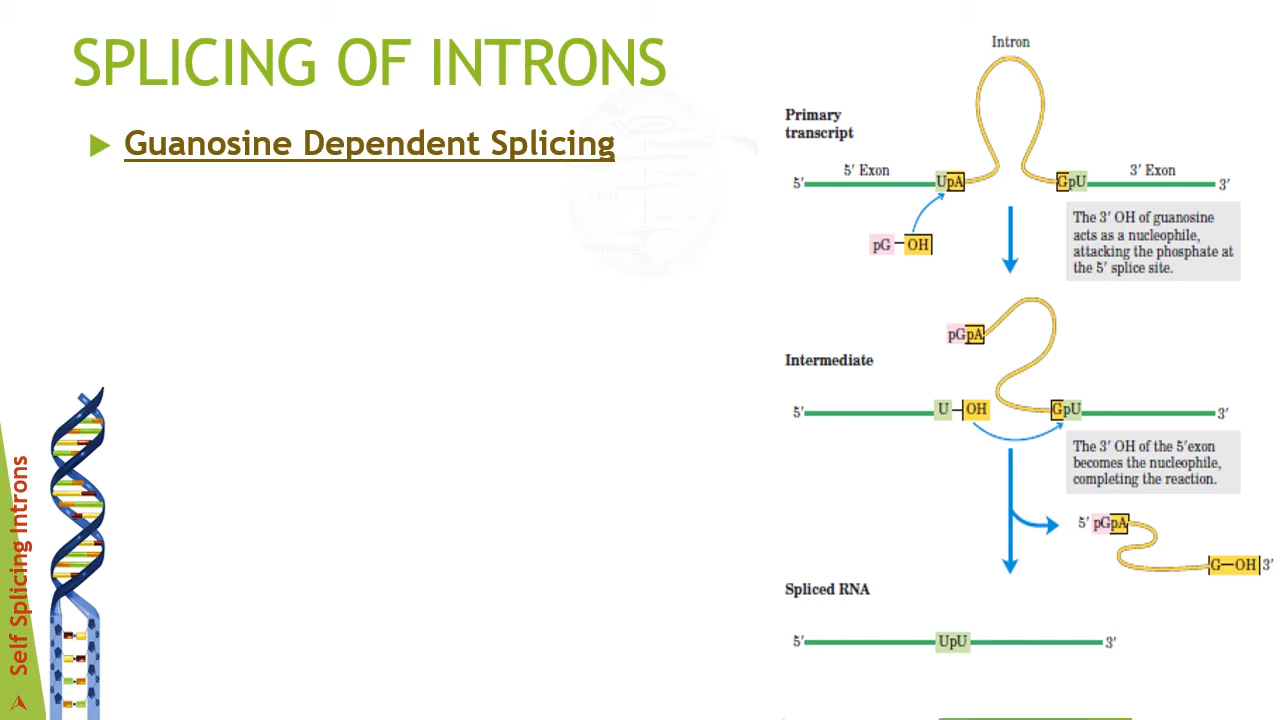 SPLICING OF INTRONS
Guanosine Dependent Splicing
Intron
Primary
transcript
5′ Exon
3′ Exon
5′
UpA
GpU
3′
pG
OH
The 3′ OH of guanosine
acts as a nucleophile,
attacking the phosphate at
the 5′ splice site.
pGpA
Intermediate
5′
U
OH
GpU
3′
The 3′ OH of the 5′exon
becomes the nucleophile,
completing the reaction.
5′ pGpA
G—OH 3′
Spliced RNA
5′
UpU
3′
Self Splicing Introns